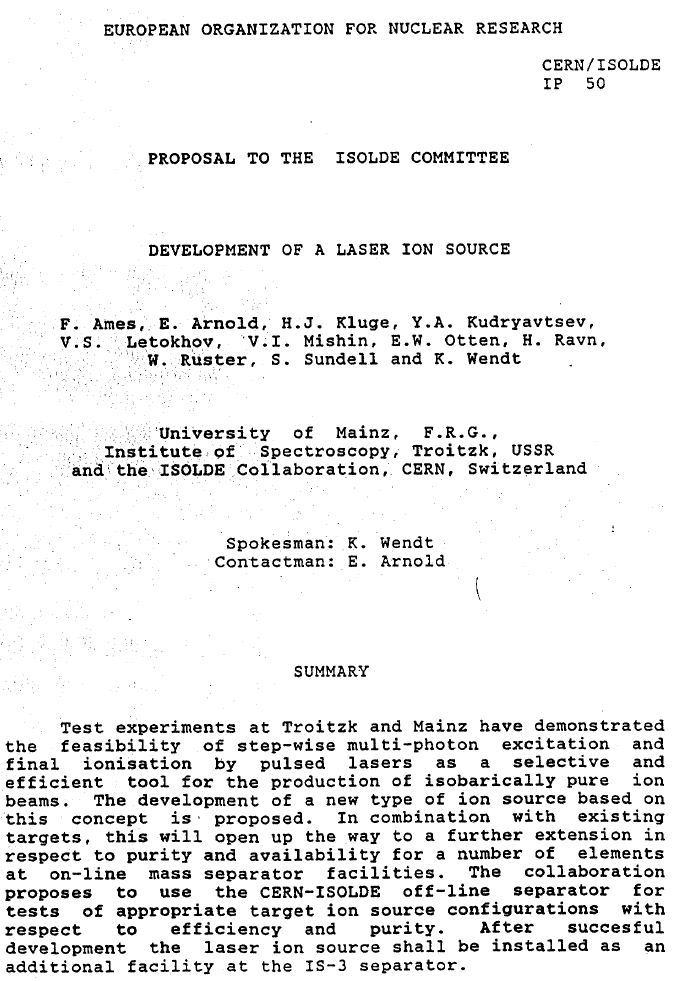 EUROPEAN ORGANIZATION FOR NUCLEAR RESEARCH
CERN/ISOLDE
IP 50
PROPOSAL TO THE ISOLDE COMMITTEE
DEVELOPMENT OF A LASER ION SOURCE
F. Ames, E. Arnold, H.J. Kluge, Y.A. Kudryavtsev,
V.S. Letokhov, V.I. Mishin, E.W. Otten, H. Ravn,
W. Ruster, S. Sundell and K. Wendt
University of Mainz, F.R.G.,
Institute of Spectroscopy, Troitzk, USSR
and the ISOLDE Collaboration, CERN, Switzerland
Spokesman: K. Wendt
Contactman: E. Arnold
SUMMARY
Test experiments at Troitzk and Mainz have demonstrated
the feasibility of step-wise multi-photon excitation and
final ionisation by pulsed lasers as a selective and
efficient tool for the production of isobarically pure ion
beams. The development of a new type of ion source based on
this concept is proposed. In combination with existing
targets, this will open up the way to a further extension in
respect to purity and availability for a number of elements
at on-line mass separator facilities. The collaboration
proposes to use the CERN-ISOLDE off-line separator for
tests of appropriate target ion source configurations with
respect to efficiency and purity. After succesful
development the laser ion source shall be installed as an
additional facility at the IS-3 separator.